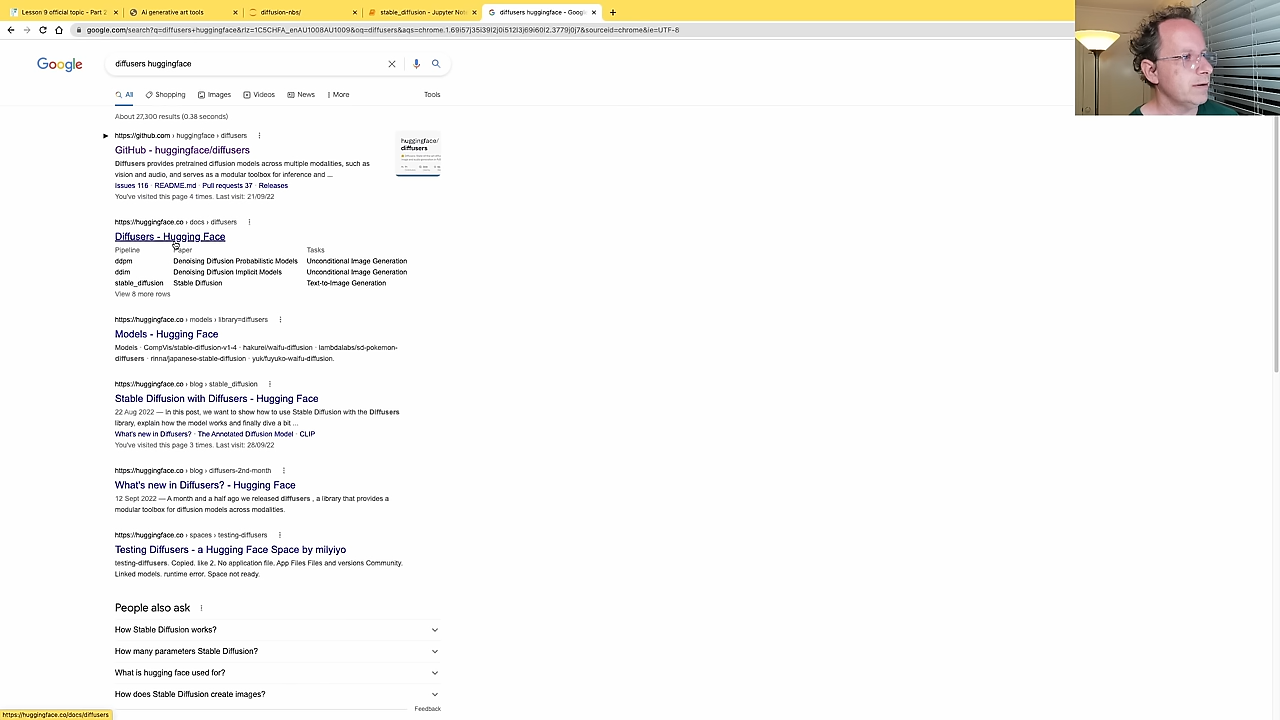 Lesson 9 official topic - Part 2
AI generative art tools
diffusion-nbs/
stable_diffusion - Jupyter Not
diffusers huggingface - Goog
google.com/search?q=diffusers+huggingface&rlz=1C5CHFA_enAU1008AU1009&oq=diffusers&aqs=chrome.1.69i57j35i39l2j0i512l3j69i60l2.3779j0j7&sourceid=chrome&ie=UTF-8
Google
diffusers huggingface
All
Shopping
Images
Videos
News
More
Tools
About 27,300 results (0.38 seconds)
https://github.com › huggingface › diffusers
GitHub - huggingface/diffusers
Diffusers provides pretrained diffusion models across multiple modalities, such as
vision and audio, and serves as a modular toolbox for inference and ...
Issues 116 · README.md · Pull requests 37 · Releases
You've visited this page 4 times. Last visit: 21/09/22
huggingface/
diffusers
https://huggingface.co › docs › diffusers
Diffusers - Hugging Face
Pipeline Paper Tasks
ddpm Denoising Diffusion Probabilistic Models Unconditional Image Generation
ddim Denoising Diffusion Implicit Models Unconditional Image Generation
stable_diffusion Stable Diffusion Text-to-Image Generation
View 8 more rows
https://huggingface.co › models › library=diffusers
Models - Hugging Face
Models · CompVis/stable-diffusion-v1-4 · hakurei/waifu-diffusion · lambdalabs/sd-pokemon-
diffusers · rinna/japanese-stable-diffusion · yuk/fuyuko-waifu-diffusion.
https://huggingface.co › blog › stable_diffusion
Stable Diffusion with Diffusers - Hugging Face
22 Aug 2022 — In this post, we want to show how to use Stable Diffusion with the Diffusers
library, explain how the model works and finally dive a bit ...
What's new in Diffusers? · The Annotated Diffusion Model · CLIP
You've visited this page 3 times. Last visit: 28/09/22
https://huggingface.co › blog › diffusers-2nd-month
What's new in Diffusers? - Hugging Face
12 Sept 2022 — A month and a half ago we released diffusers , a library that provides a
modular toolbox for diffusion models across modalities.
https://huggingface.co › spaces › testing-diffusers
Testing Diffusers - a Hugging Face Space by milyiyo
testing-diffusers. Copied. like 2. No application file. App Files Files and versions Community.
Linked models. runtime error. Space not ready.
People also ask
How Stable Diffusion works?
How many parameters Stable Diffusion?
What is hugging face used for?
How does Stable Diffusion create images?
Feedback
https://huggingface.co/docs/diffusers